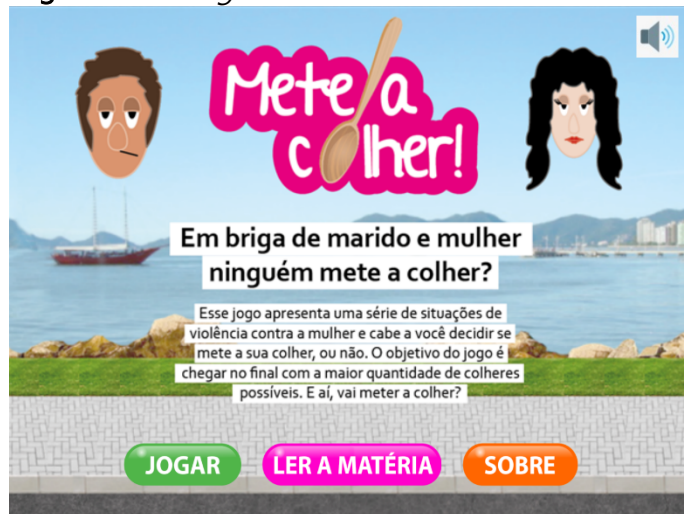 Mete a
colher!
Em briga de marido e mulher
ninguém mete a colher?
Esse jogo apresenta uma série de situações de
violência contra a mulher e cabe a você decidir se
mete a sua colher, ou não. O objetivo do jogo é
chegar no final com a maior quantidade de colheres
possíveis. E aí, vai meter a colher?
JOGAR
LER A MATÉRIA
SOBRE